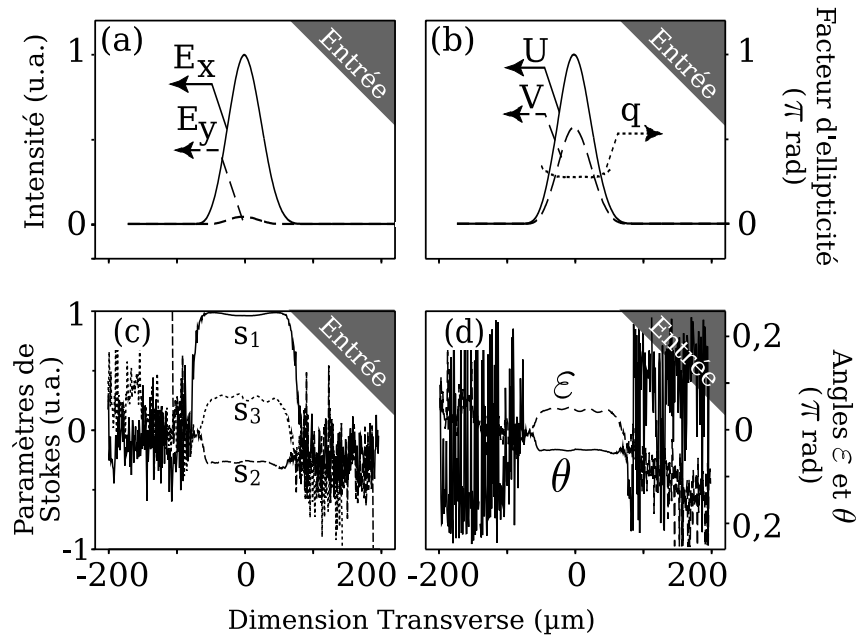 (a)
Entrée
E_x
E_y
Intensité (u.a.)
1
0
(b)
Entrée
U
V
q
1
0
Facteur d'ellipticité
(π rad)
(c)
Entrée
s₁
s₃
s₂
Paramètres de
Stokes (u.a.)
1
0
-1
-200
0
200
(d)
Entrée
ε
θ
0,2
0
0,2
Angles ε et θ
(π rad)
-200
0
200
Dimension Transverse (μm)